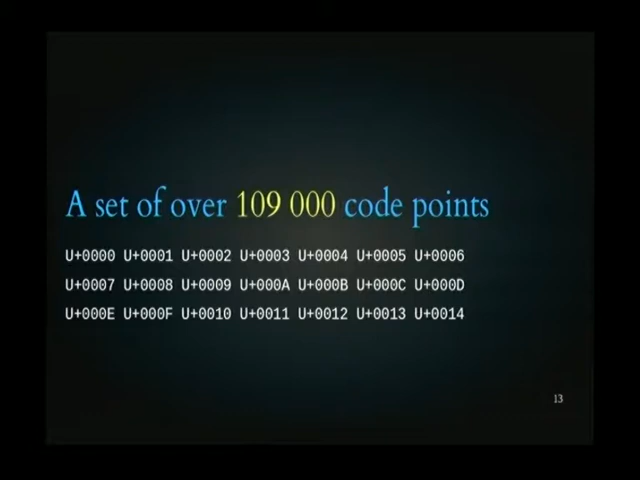 A set of over 109 000 code points
U+0000 U+0001 U+0002 U+0003 U+0004 U+0005 U+0006
U+0007 U+0008 U+0009 U+000A U+000B U+000C U+000D
U+000E U+000F U+0010 U+0011 U+0012 U+0013 U+0014
13